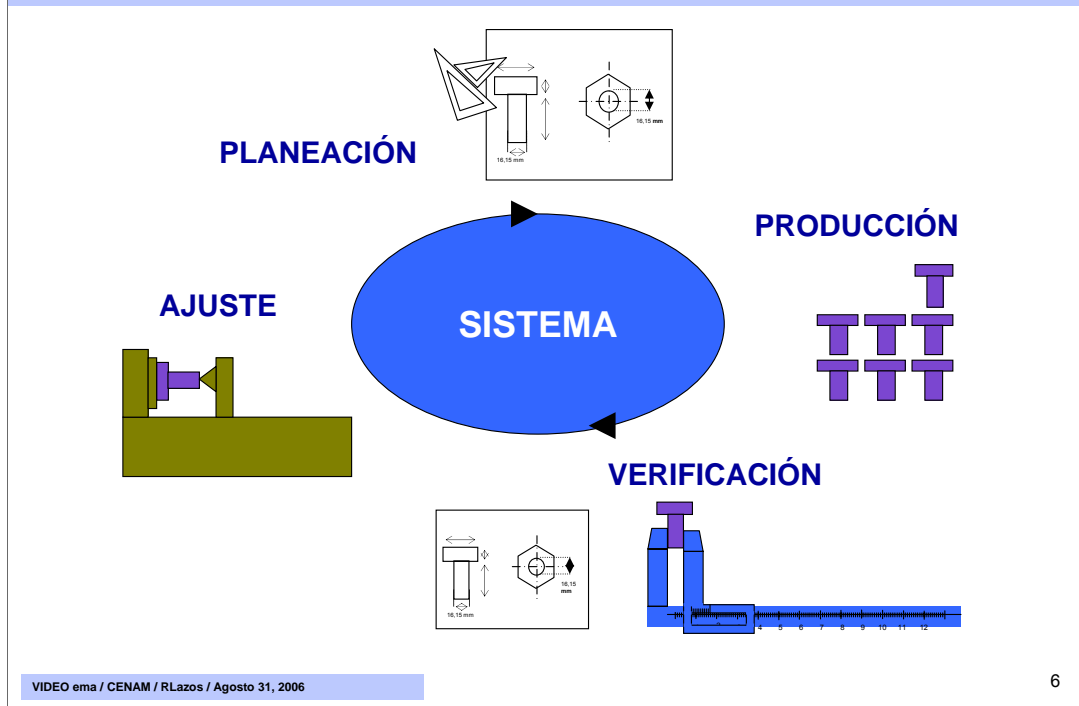 16,15 mm
16,15 mm
PLANEACIÓN
PRODUCCIÓN
AJUSTE
SISTEMA
VERIFICACIÓN
16,15
mm
16,15 mm
4 5 6 7 8 9 10 11 12
VIDEO ema / CENAM / RLazos / Agosto 31, 2006
6